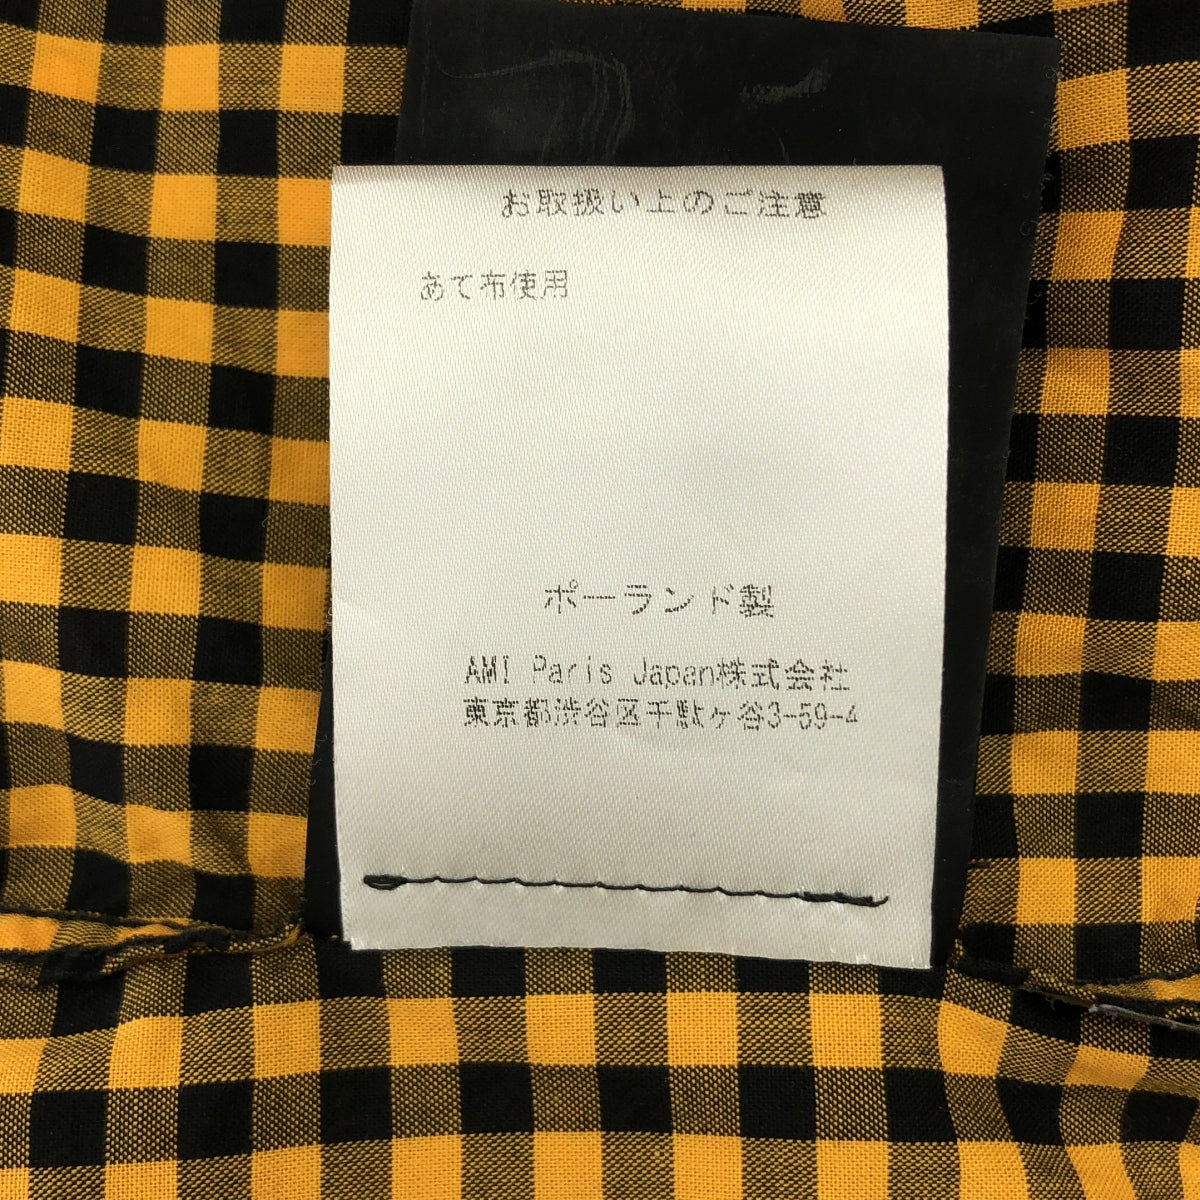 お取扱い上のご注意
あて布使用
ポーランド製
AMI Paris Japan株式会社
東京都渋谷区千駄ヶ谷3-59-4